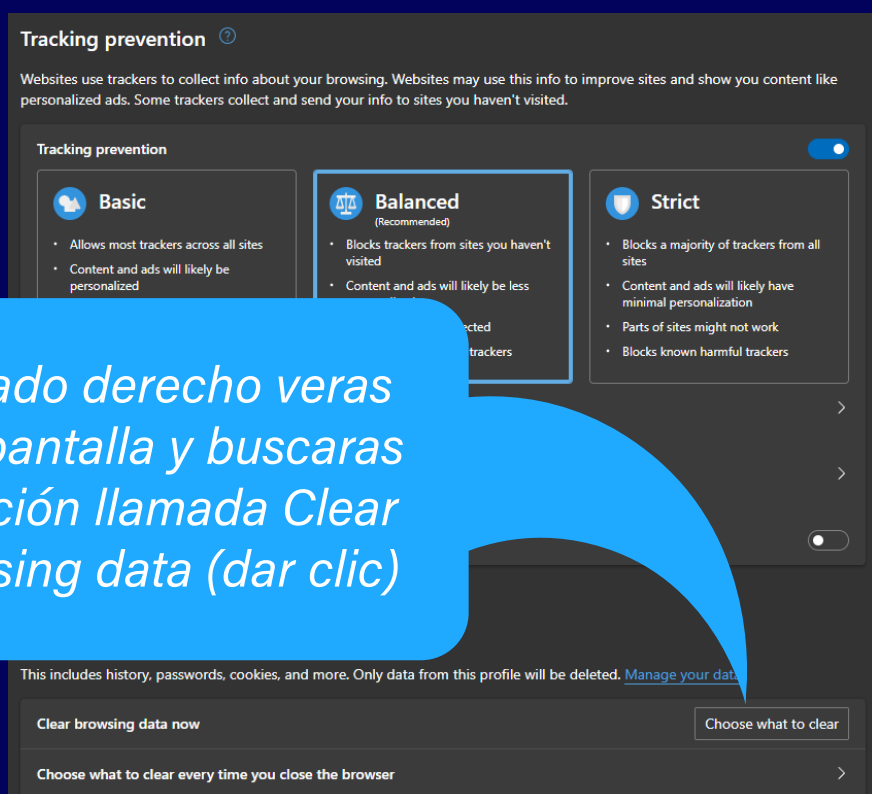 Tracking prevention
Websites use trackers to collect info about your browsing. Websites may use this info to improve sites and show you content like
personalized ads. Some trackers collect and send your info to sites you haven't visited.
Tracking prevention
Basic
Allows most trackers across all sites
Content and ads will likely be
personalized
Balanced
(Recommended)
Blocks trackers from sites you haven't
visited
Content and ads will likely be less
trackers
Strict
Blocks a majority of trackers from all
sites
Content and ads will likely have
minimal personalization
Parts of sites might not work
Blocks known harmful trackers
derecho veras
pantalla y buscaras
llamada Clear
data (dar clic)
This includes history, passwords, cookies, and more. Only data from this profile will be deleted. Manage your data
Clear browsing data now
Choose what to clear
Choose what to clear every time you close the browser